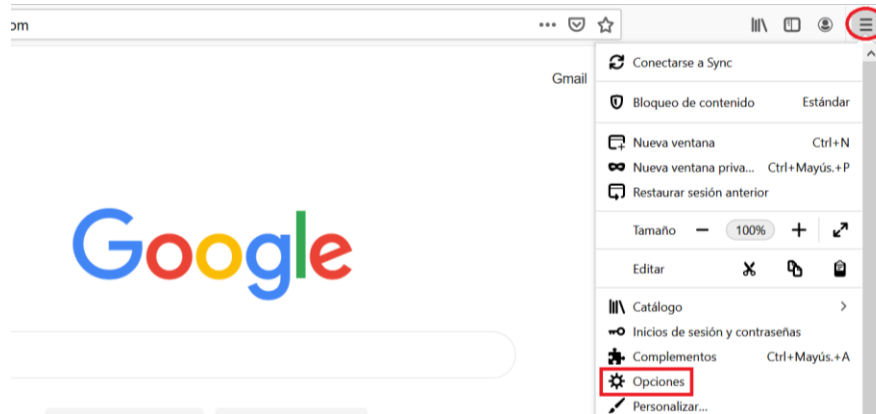 om
Gmail
Google
Conectarse a Sync
Bloqueo de contenido Estándar
Nueva ventana Ctrl+N
Nueva ventana priva... Ctrl+Mayús.+P
Restaurar sesión anterior
Tamaño 100%
Editar
Catálogo
Inicios de sesión y contraseñas
Complementos Ctrl+Mayús.+A
Opciones
Personalizar...